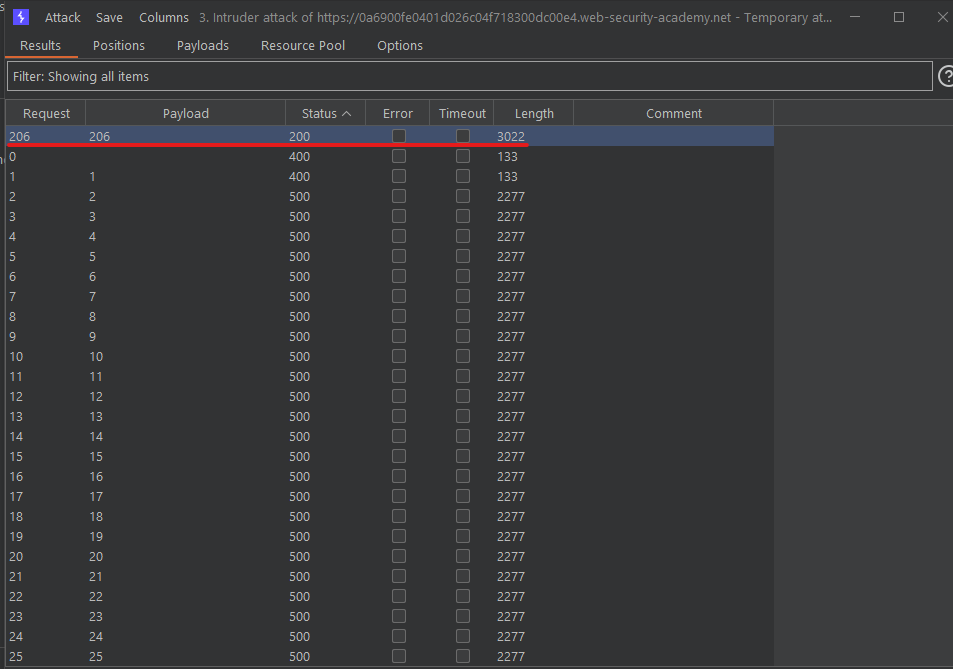 Attack Save Columns 3. Intruder attack of https://0a6900fe0401d026c04f718300dc00e4.web-security-academy.net - Temporary at...
Results Positions Payloads Resource Pool Options
Filter: Showing all items
Request Payload Status Error Timeout Length Comment
206 206 200 3022
0 400 133
1 1 400 133
2 2 500 2277
3 3 500 2277
4 4 500 2277
5 5 500 2277
6 6 500 2277
7 7 500 2277
8 8 500 2277
9 9 500 2277
10 10 500 2277
11 11 500 2277
12 12 500 2277
13 13 500 2277
14 14 500 2277
15 15 500 2277
16 16 500 2277
17 17 500 2277
18 18 500 2277
19 19 500 2277
20 20 500 2277
21 21 500 2277
22 22 500 2277
23 23 500 2277
24 24 500 2277
25 25 500 2277